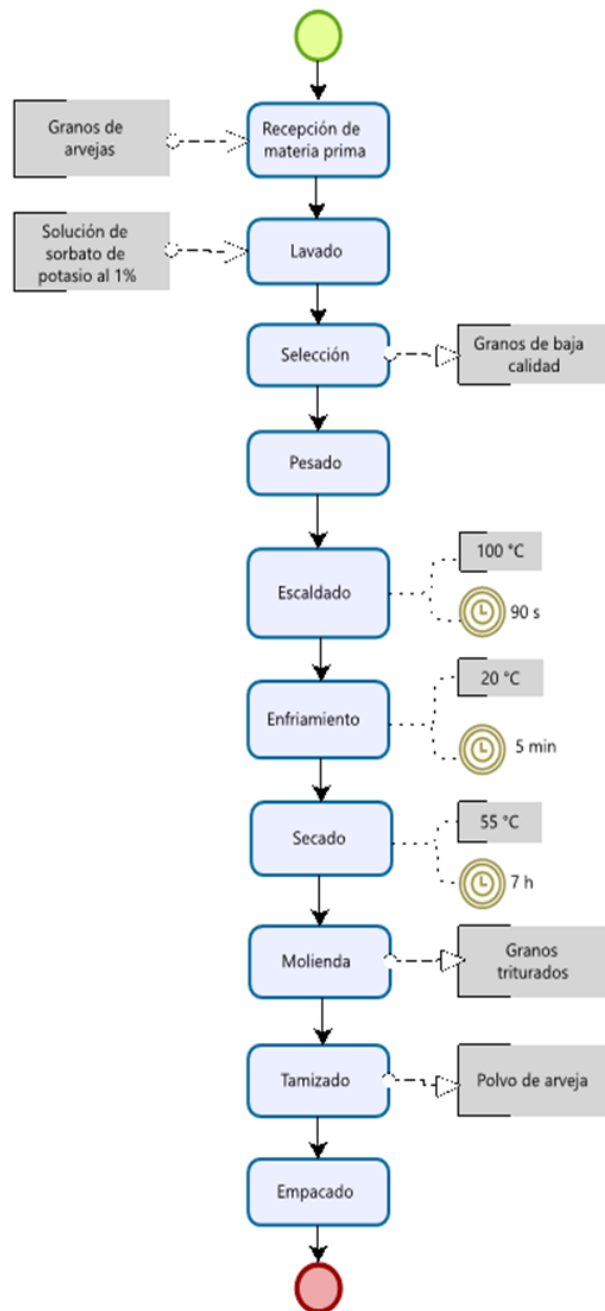 Granos de
arvejas
Recepción de
materia prima
Solución de
sorbato de
potasio al 1%
Lavado
Selección
Granos de baja
calidad
Pesado
Escaldado
100 °C
90 s
Enfriamiento
20 °C
5 min
Secado
55 °C
7 h
Molienda
Granos
triturados
Tamizado
Polvo de arveja
Empacado